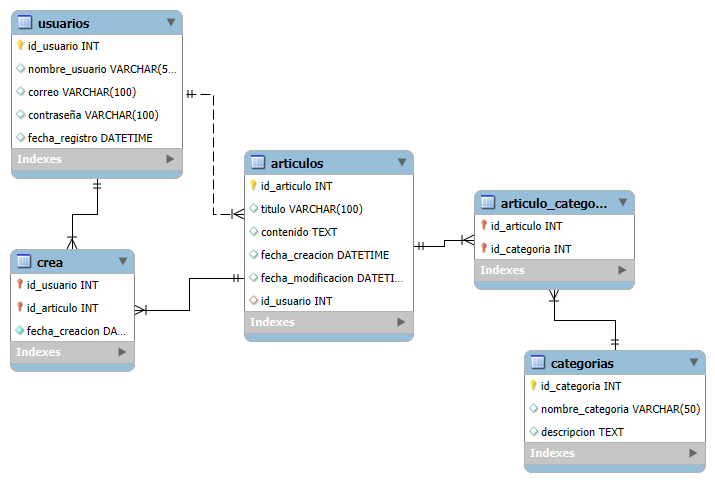 usuarios
id_usuario INT
nombre_usuario VARCHAR(5...
correo VARCHAR(100)
contraseña VARCHAR(100)
fecha_registro DATETIME
Indexes
articulos
id_articulo INT
titulo VARCHAR(100)
contenido TEXT
fecha_creacion DATETIME
fecha_modificacion DATETI...
id_usuario INT
Indexes
articulo_catego...
id_articulo INT
id_categoria INT
Indexes
crea
id_usuario INT
id_articulo INT
fecha_creacion DA...
Indexes
categorias
id_categoria INT
nombre_categoria VARCHAR(50)
descripcion TEXT
Indexes